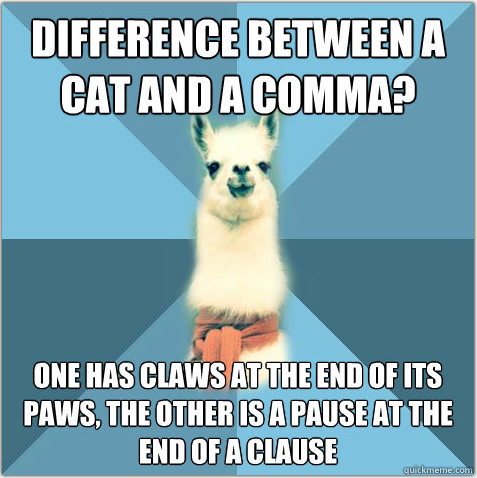 DIFFERENCE BETWEEN A
CAT AND A COMMA?
ONE HAS CLAWS AT THE END OF ITS
PAWS, THE OTHER IS A PAUSE AT THE
END OF A CLAUSE
quickmeme.com